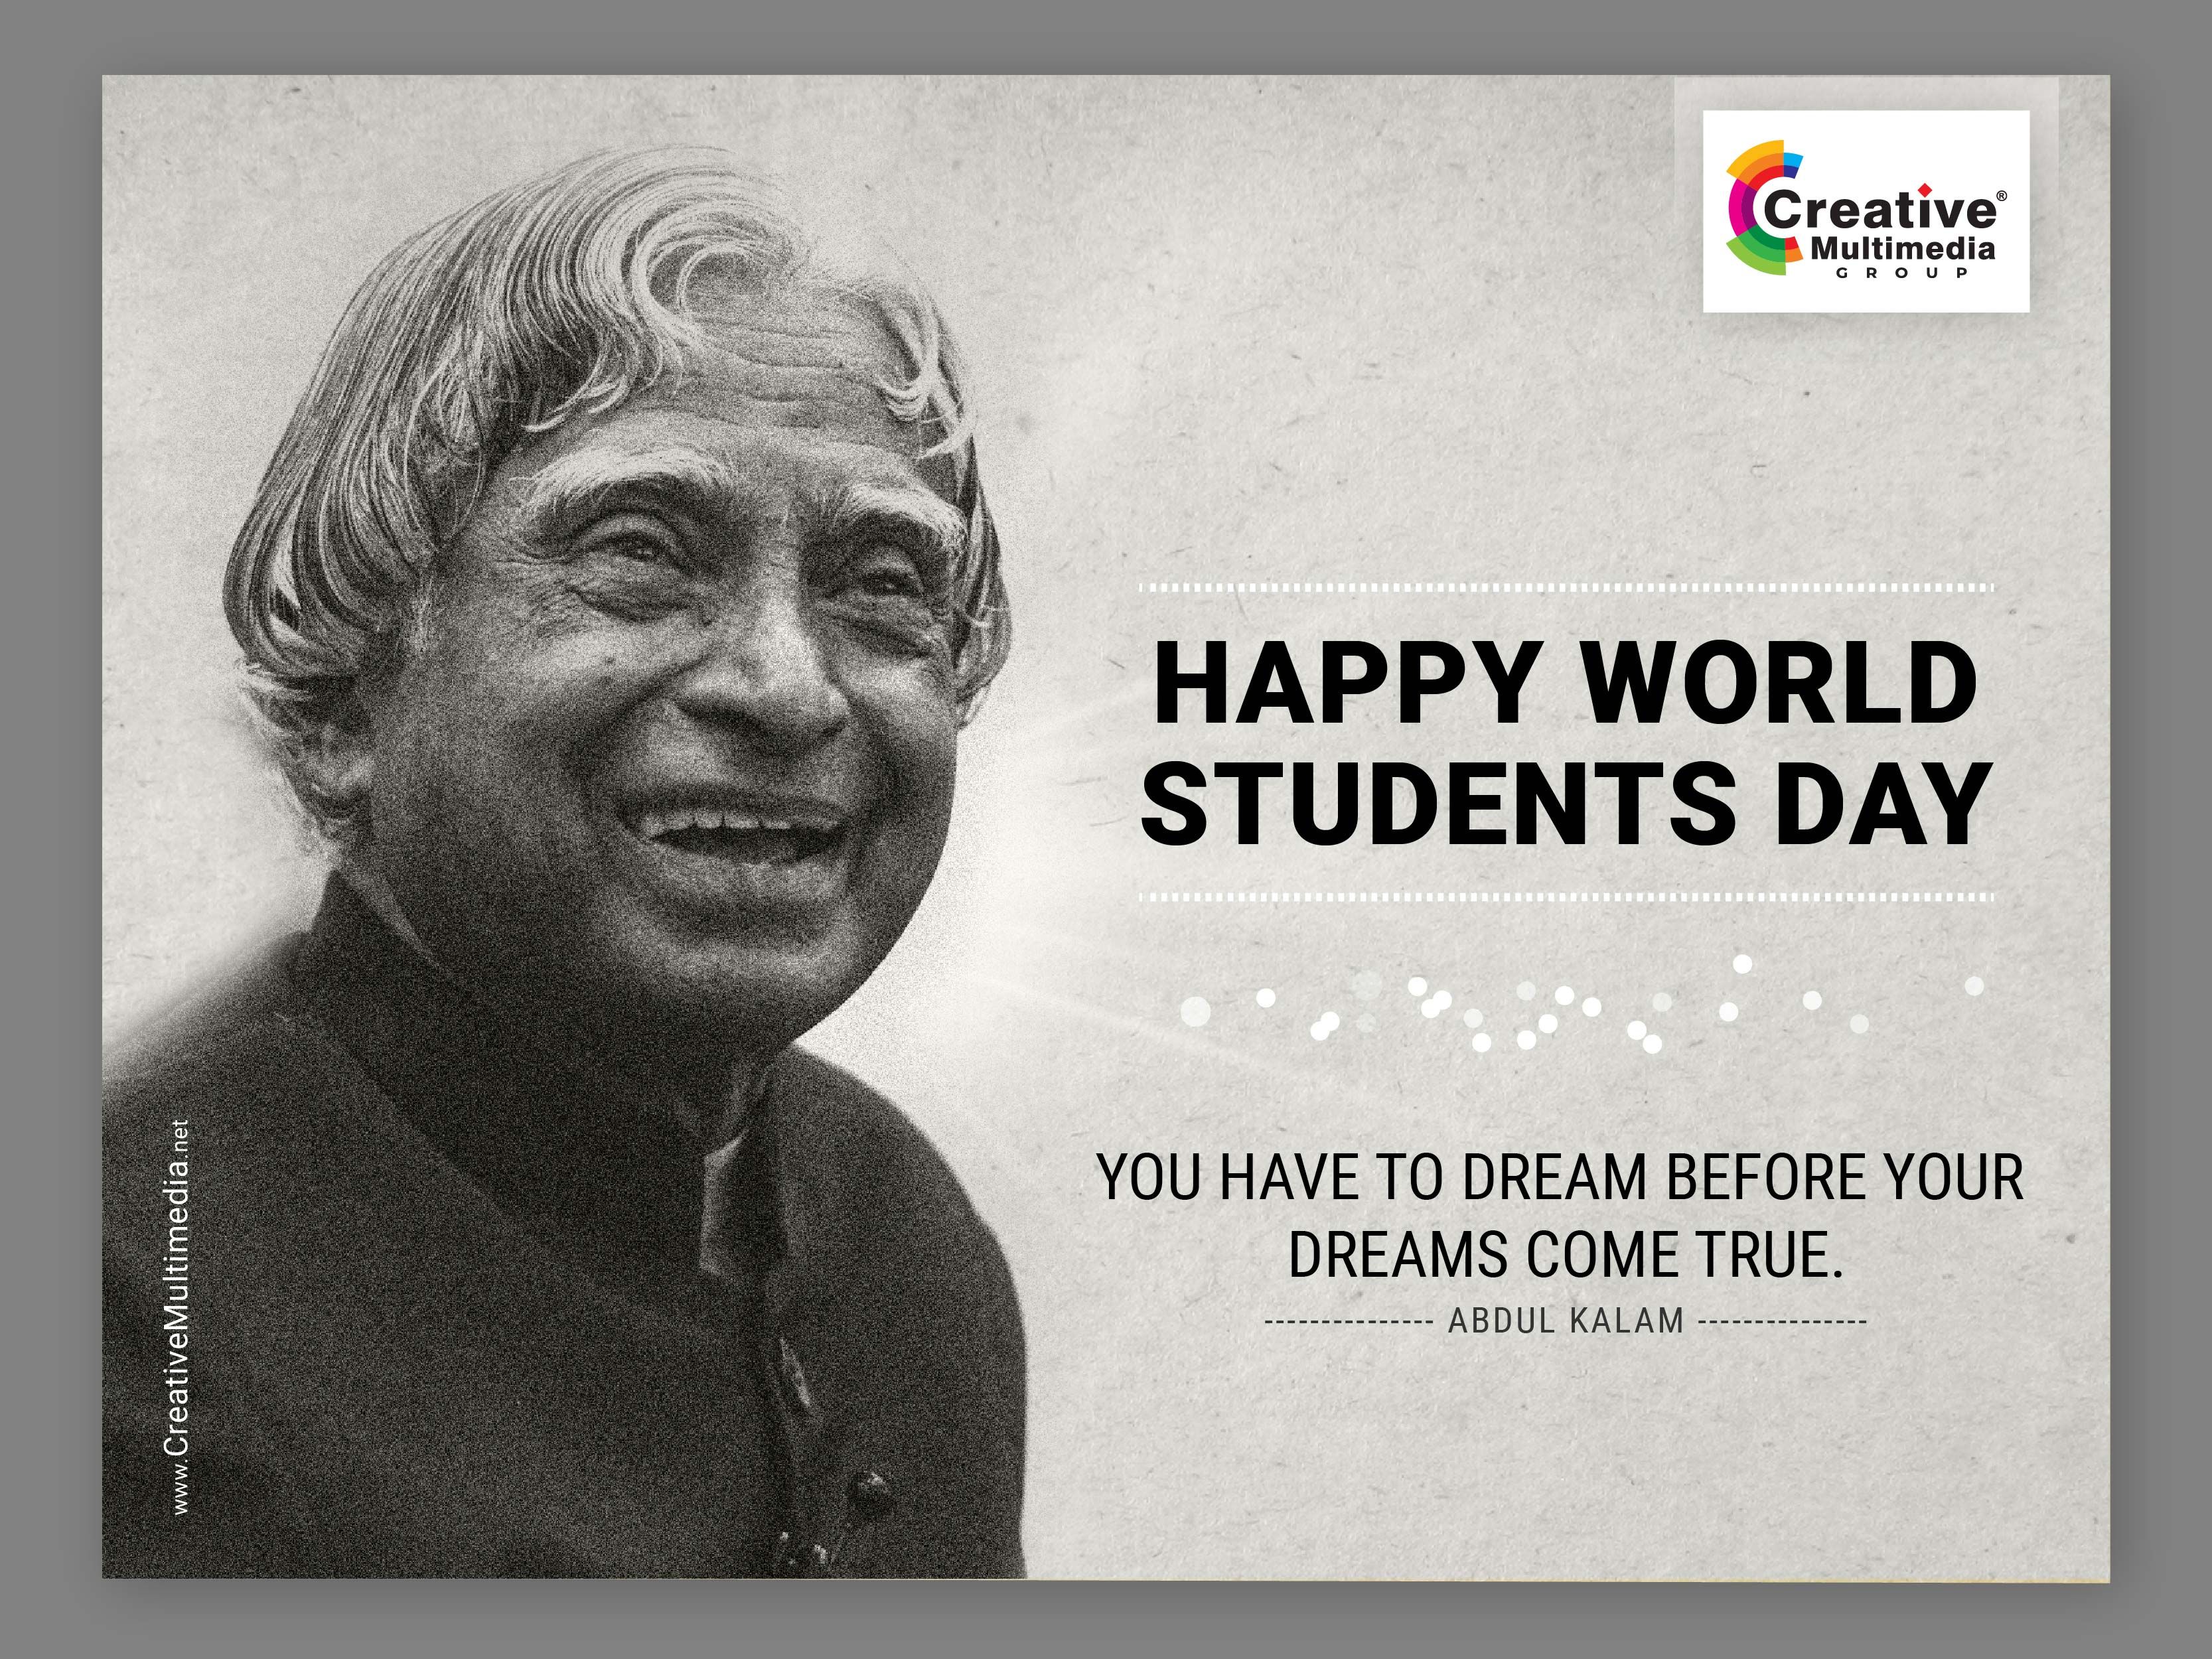 Creative®
Multimedia
GROUP
HAPPY WORLD
STUDENTS DAY
YOU HAVE TO DREAM BEFORE YOUR
DREAMS COME TRUE.
--------------- ABDUL KALAM ---------------
www.CreativeMultimedia.net